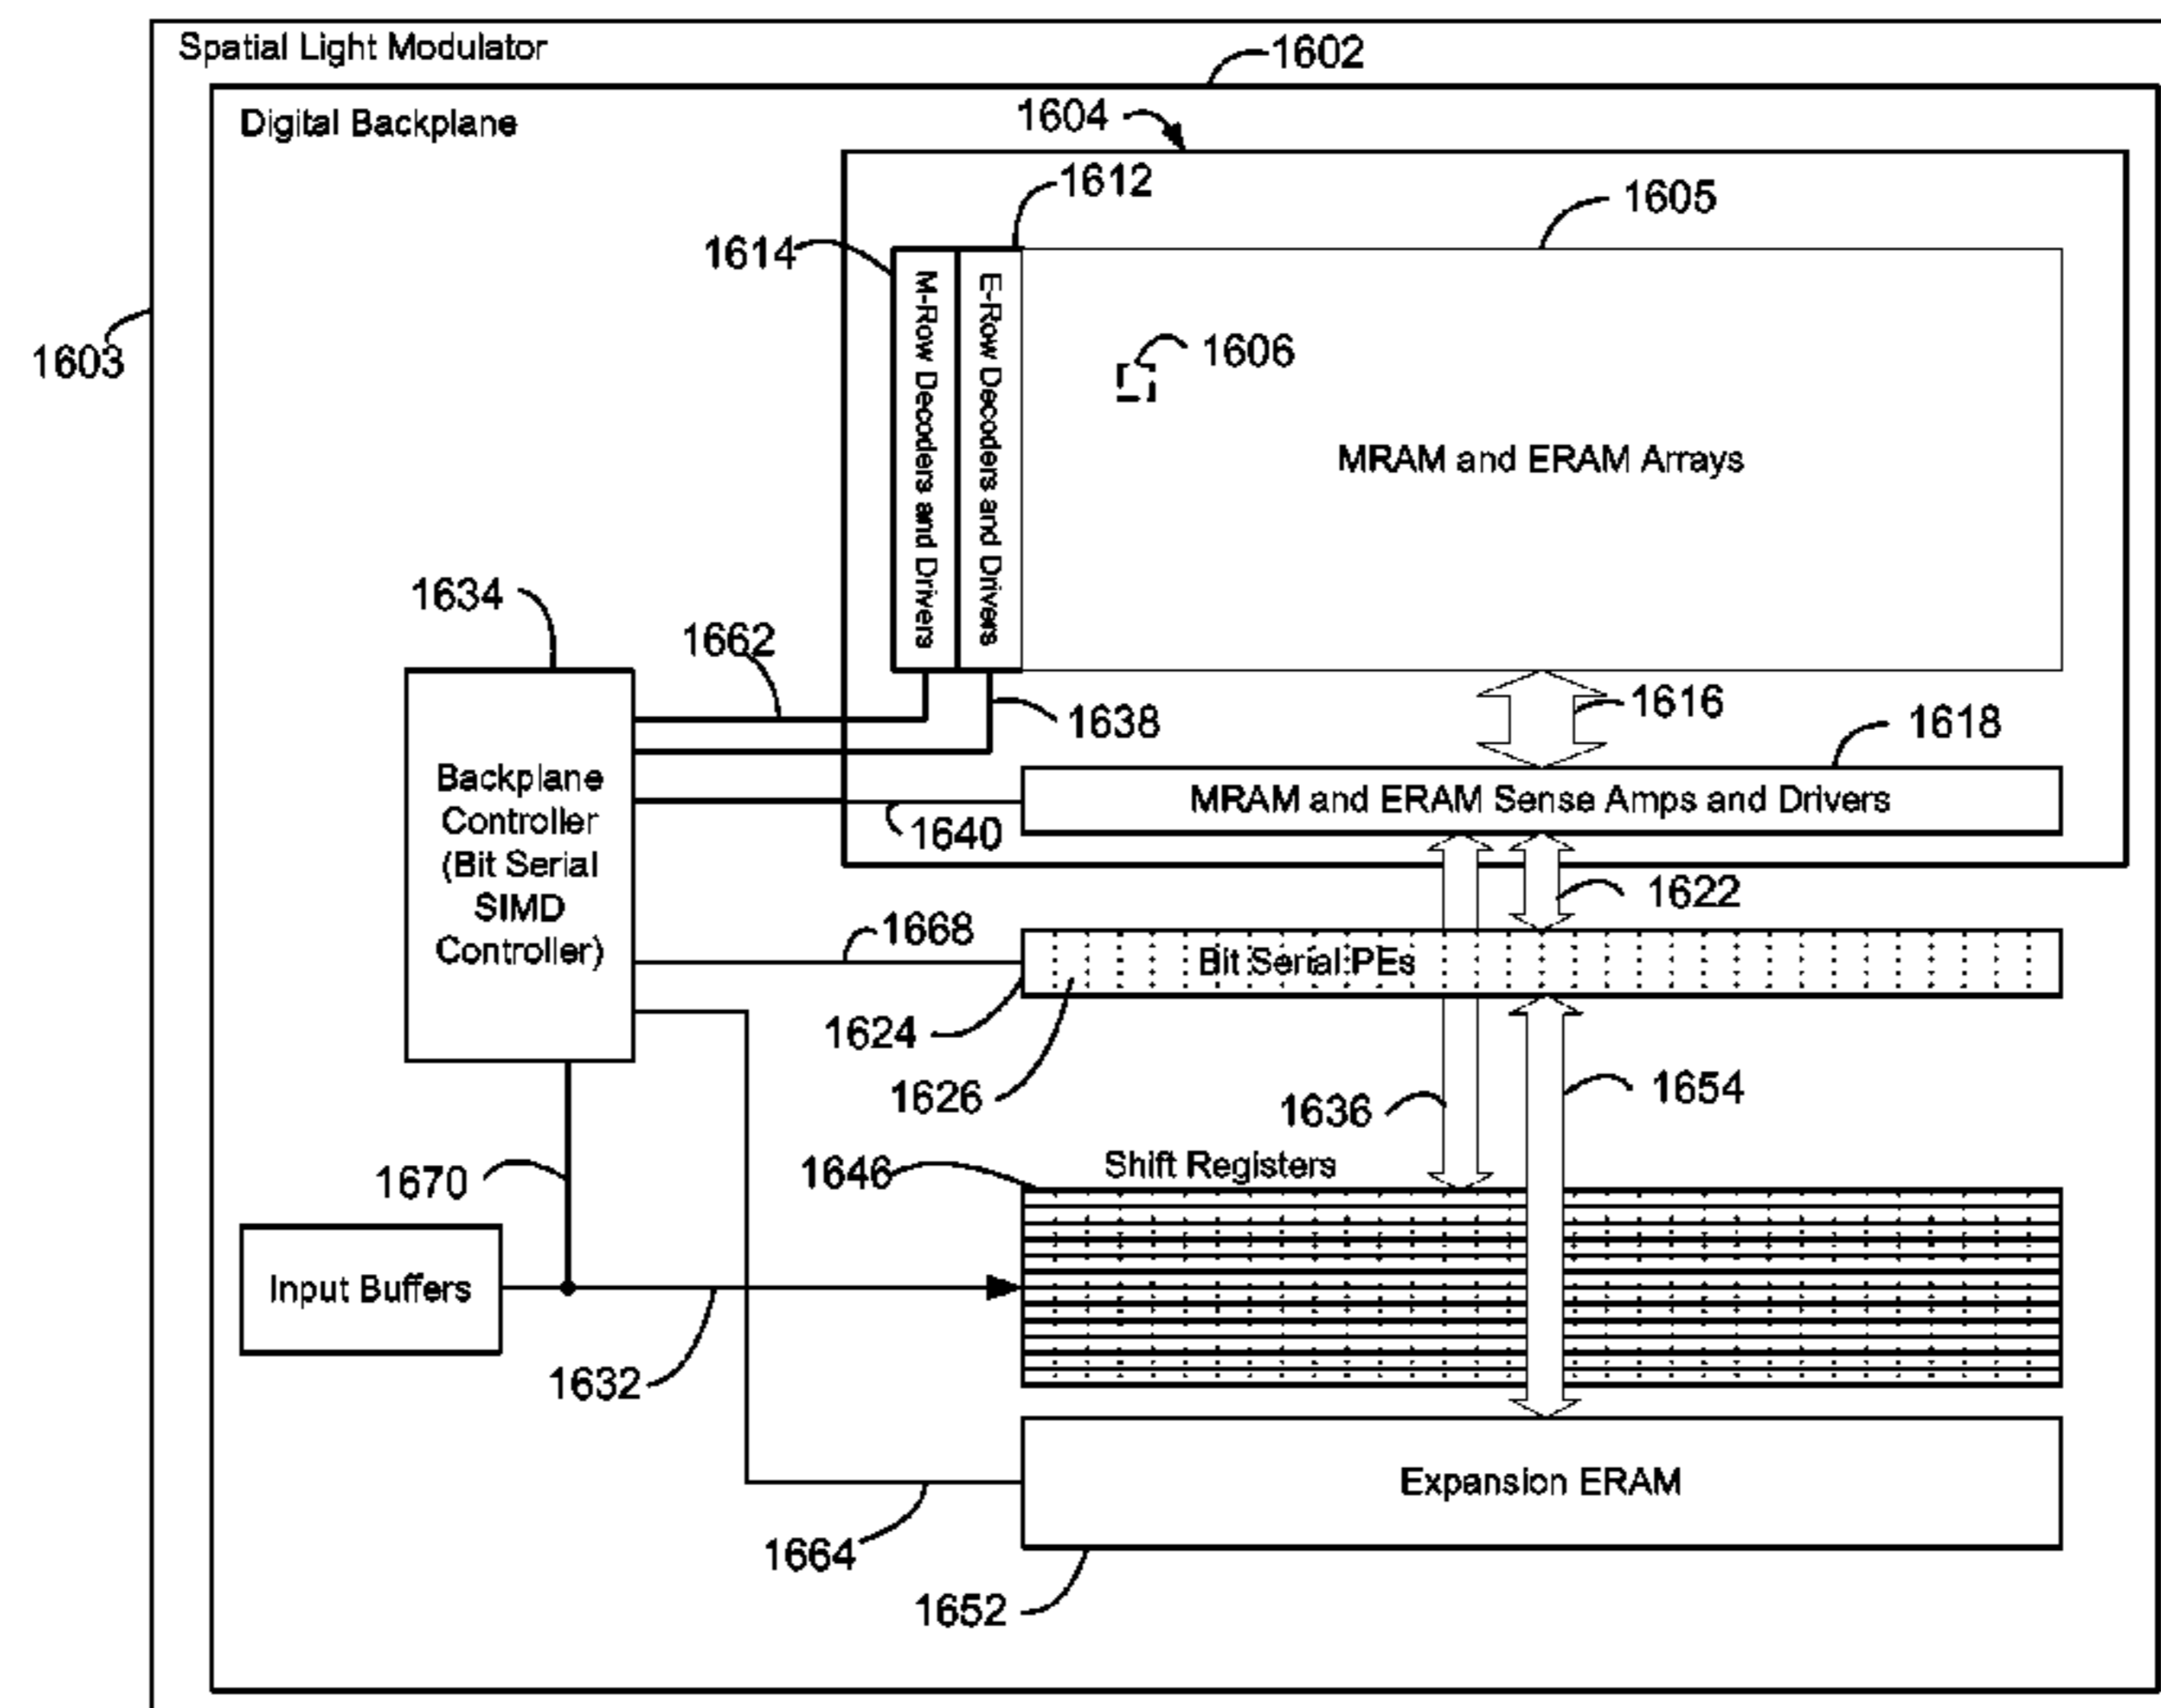 Spatial Light Modulator
1602
Digital Backplane
1604
1612
1605
1614
1603
M-Row Decoders and Drivers
E-Row Decoders and Drivers
1606
MRAM and ERAM Arrays
1634
1662
1638
1616
1618
Backplane
Controller
(Bit Serial
SIMD
Controller)
MRAM and ERAM Sense Amps and Drivers
1640
1622
1668
Bit Serial PEs
1624
1626
1636
1654
1670
1646
Shift Registers
Input Buffers
1632
Expansion ERAM
1664
1652